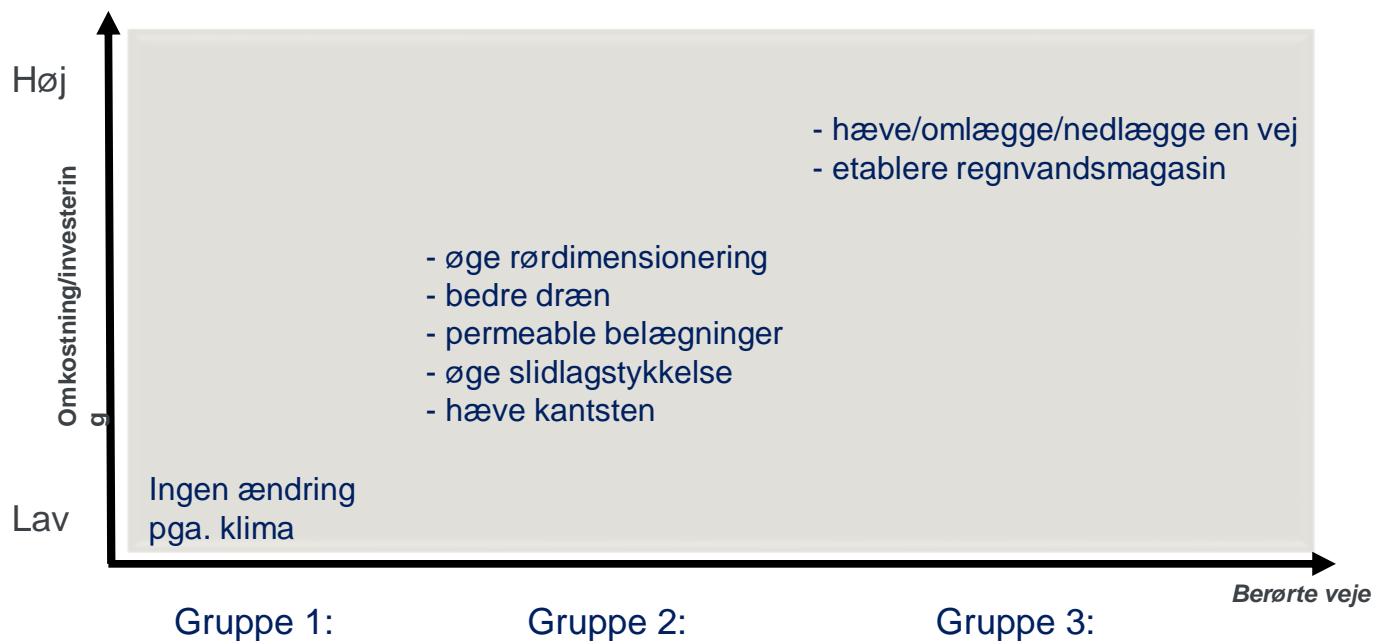 Høj
- hæve/omlægge/nedlægge en vej
- etablere regnvandsmagasin
Omkostning/investerin
g
- øge rørdimensionering
- bedre dræn
- permeable belægninger
- øge slidlagstykkelse
- hæve kantsten
Ingen ændring
pga. klima
Lav
Berørte veje
Gruppe 1:
Gruppe 2:
Gruppe 3: